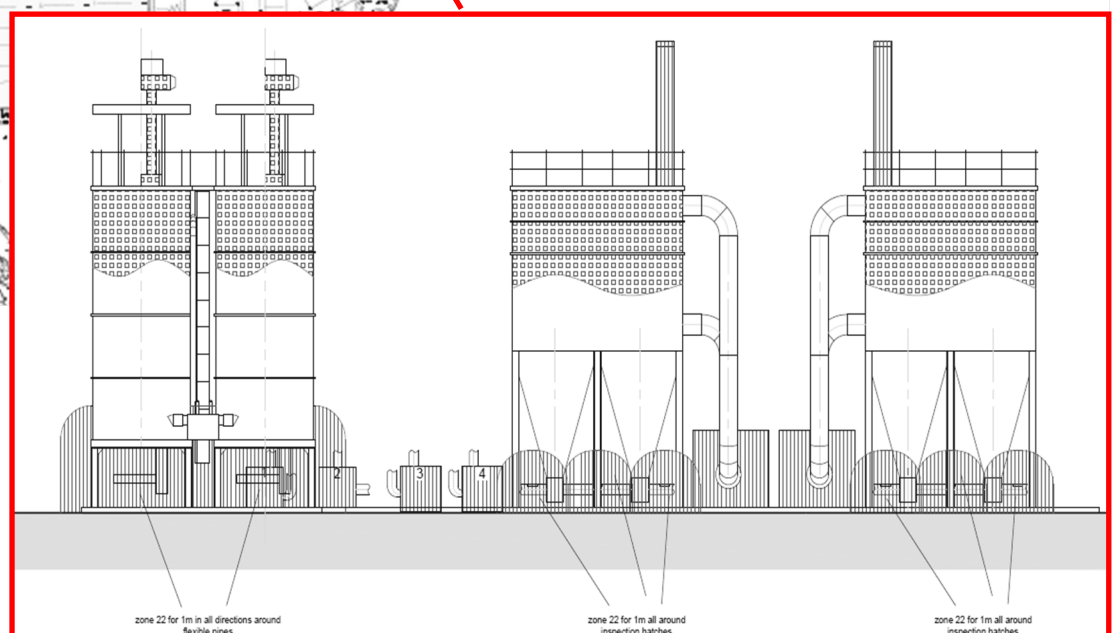 2
3
4
zone 22 for 1m in all directions around
flexible pipes
zone 22 for 1m all around
inspection hatches
zone 22 for 1m all around
inspection hatches